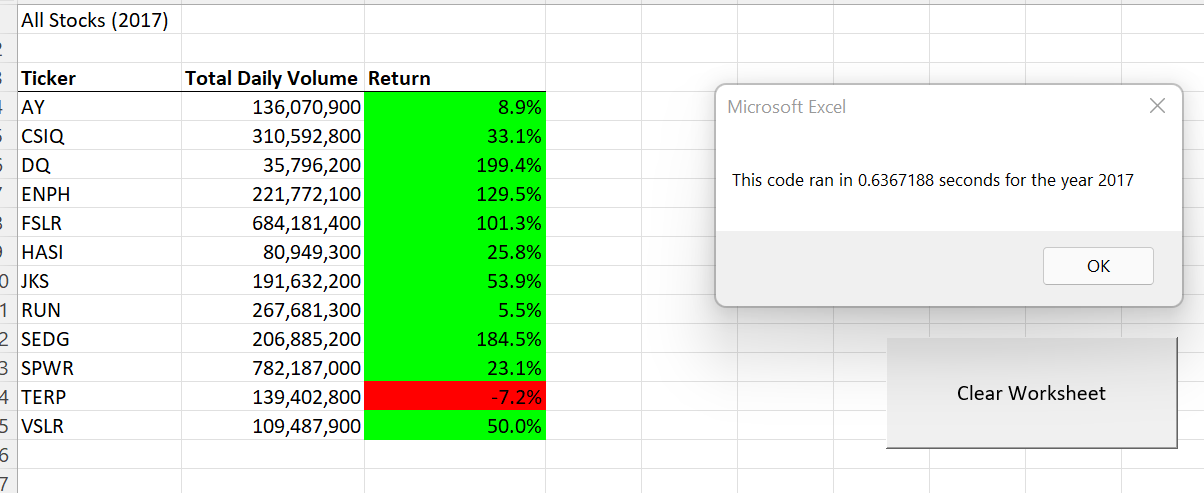 All Stocks (2017)
Ticker Total Daily Volume Return
AY 136,070,900 8.9%
CSIQ 310,592,800 33.1%
DQ 35,796,200 199.4%
ENPH 221,772,100 129.5%
FSLR 684,181,400 101.3%
HASI 80,949,300 25.8%
JKS 191,632,200 53.9%
RUN 267,681,300 5.5%
SEDG 206,885,200 184.5%
SPWR 782,187,000 23.1%
TERP 139,402,800 -7.2%
VSLR 109,487,900 50.0%
Microsoft Excel
This code ran in 0.6367188 seconds for the year 2017
OK
Clear Worksheet